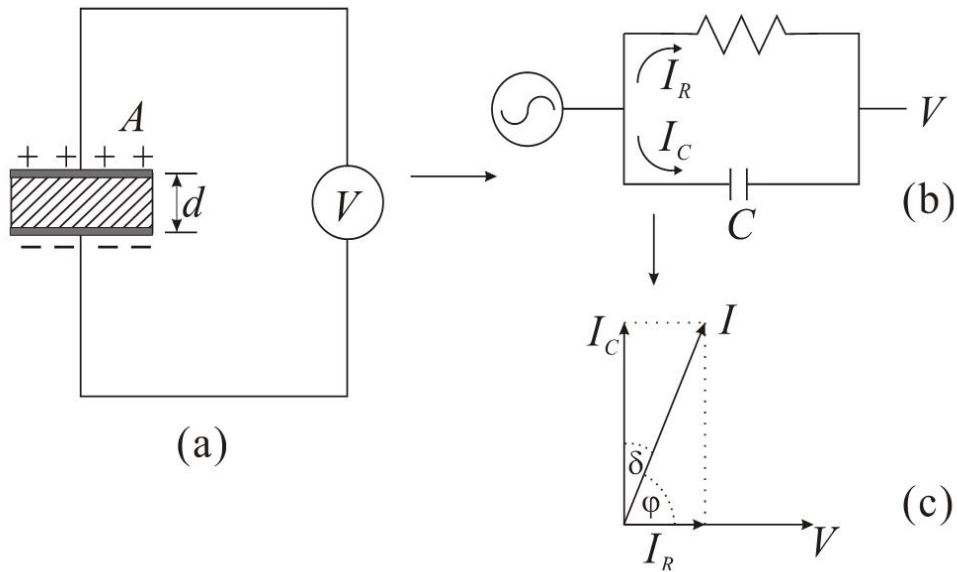 A
+ + + +
d
V
− − − −
(a)
I_R
I_C
V
C
(b)
I_C
I
δ
φ
I_R
V
(c)